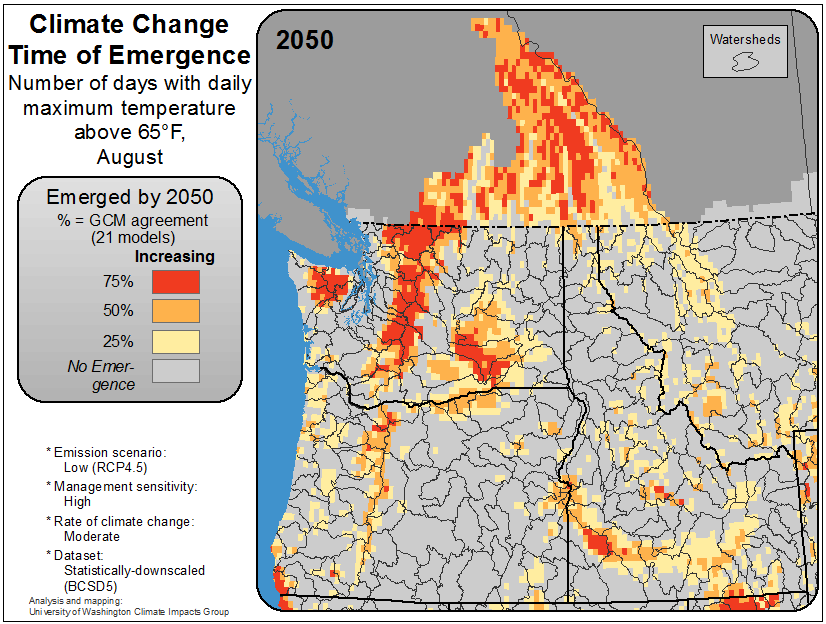 Climate Change
Time of Emergence
Number of days with daily
maximum temperature
above 65°F,
August
Emerged by 2050
% = GCM agreement
(21 models)
Increasing
75%
50%
25%
No Emer-
gence
* Emission scenario:
Low (RCP4.5)
* Management sensitivity:
High
* Rate of climate change:
Moderate
* Dataset:
Statistically-downscaled
(BCSD5)
Analysis and mapping:
University of Washington Climate Impacts Group
2050
Watersheds